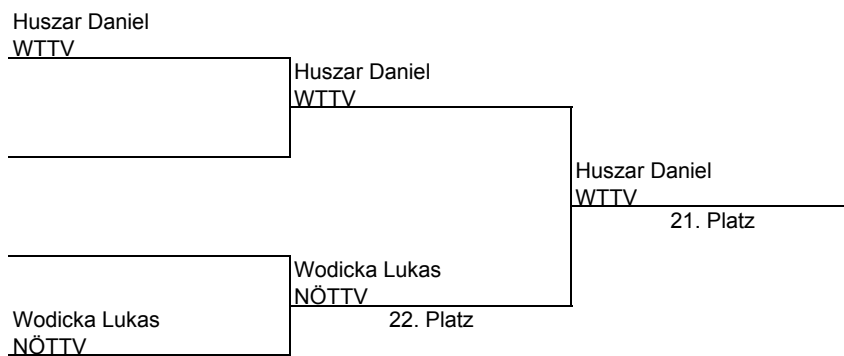 Huszar Daniel
WTTV
Huszar Daniel
WTTV
Huszar Daniel
WTTV
21. Platz
Wodicka Lukas
NÖTTV
22. Platz
Wodicka Lukas
NÖTTV